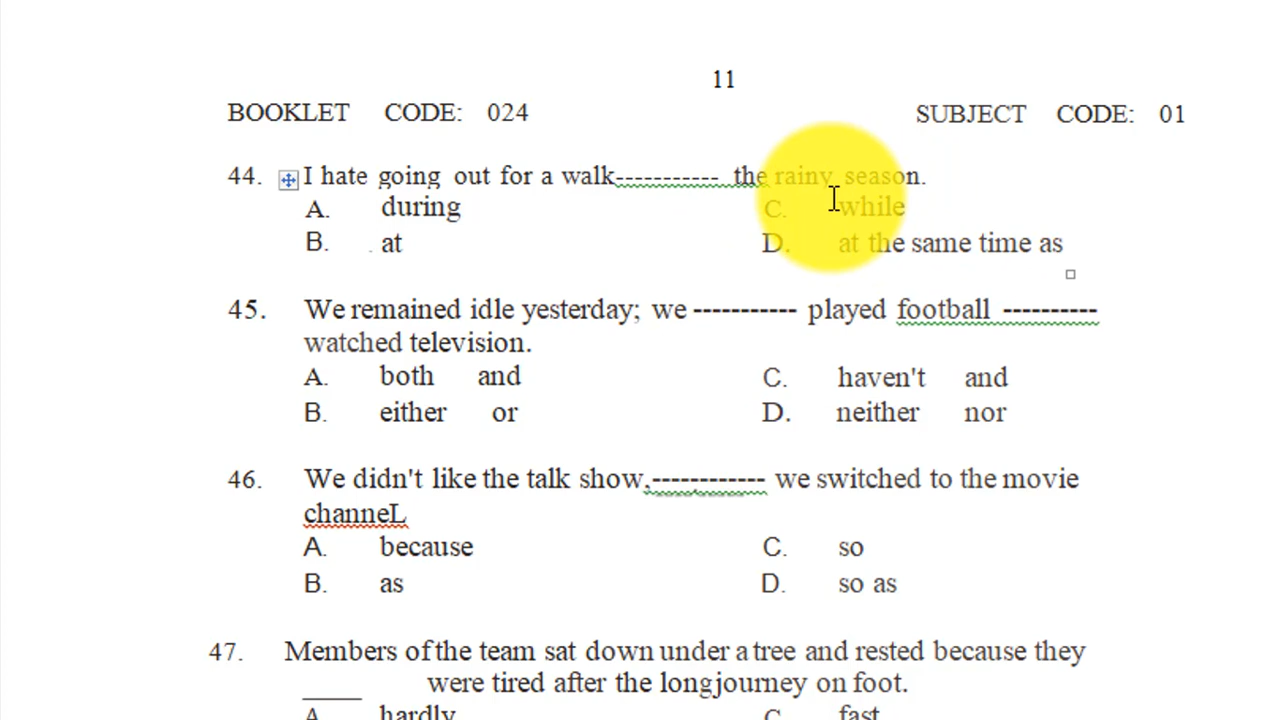 11
BOOKLET CODE: 024 SUBJECT CODE: 01
44. I hate going out for a walk----------- the rainy season.
A. during C. while
B. at D. at the same time as
45. We remained idle yesterday; we ----------- played football ----------
watched television.
A. both and C. haven't and
B. either or D. neither nor
46. We didn't like the talk show,------------ we switched to the movie
channeL
A. because C. so
B. as D. so as
47. Members of the team sat down under a tree and rested because they
____ were tired after the long journey on foot.
A. hardly C. fast